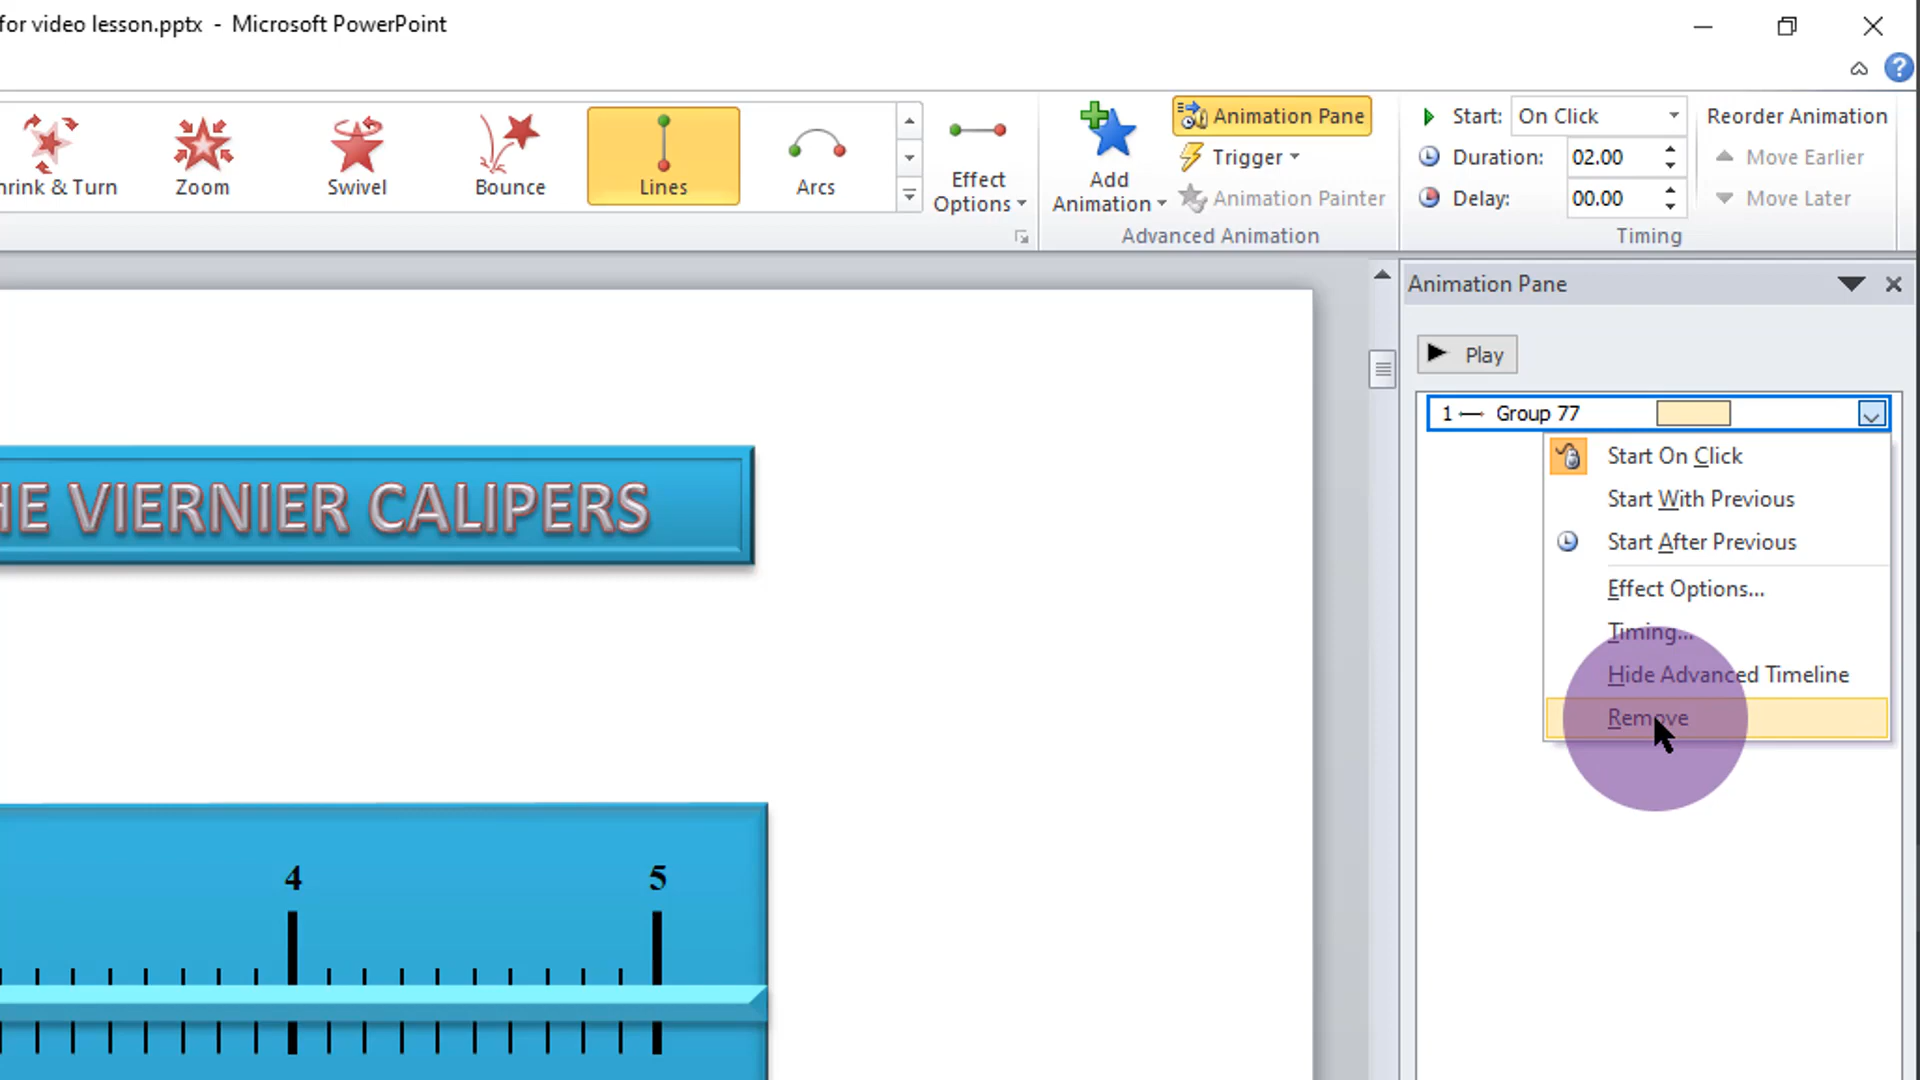 for video lesson.pptx - Microsoft PowerPoint
hrink & Turn
Zoom
Swivel
Bounce
Lines
Arcs
Effect
Options
Add
Animation
Animation Pane
Trigger
Animation Painter
Advanced Animation
Start: On Click
Duration: 02.00
Delay: 00.00
Reorder Animation
Move Earlier
Move Later
Timing
Animation Pane
Play
1 Group 77
Start On Click
Start With Previous
Start After Previous
Effect Options...
Timing...
Hide Advanced Timeline
Remove
HE VIERNIER CALIPERS
4 5